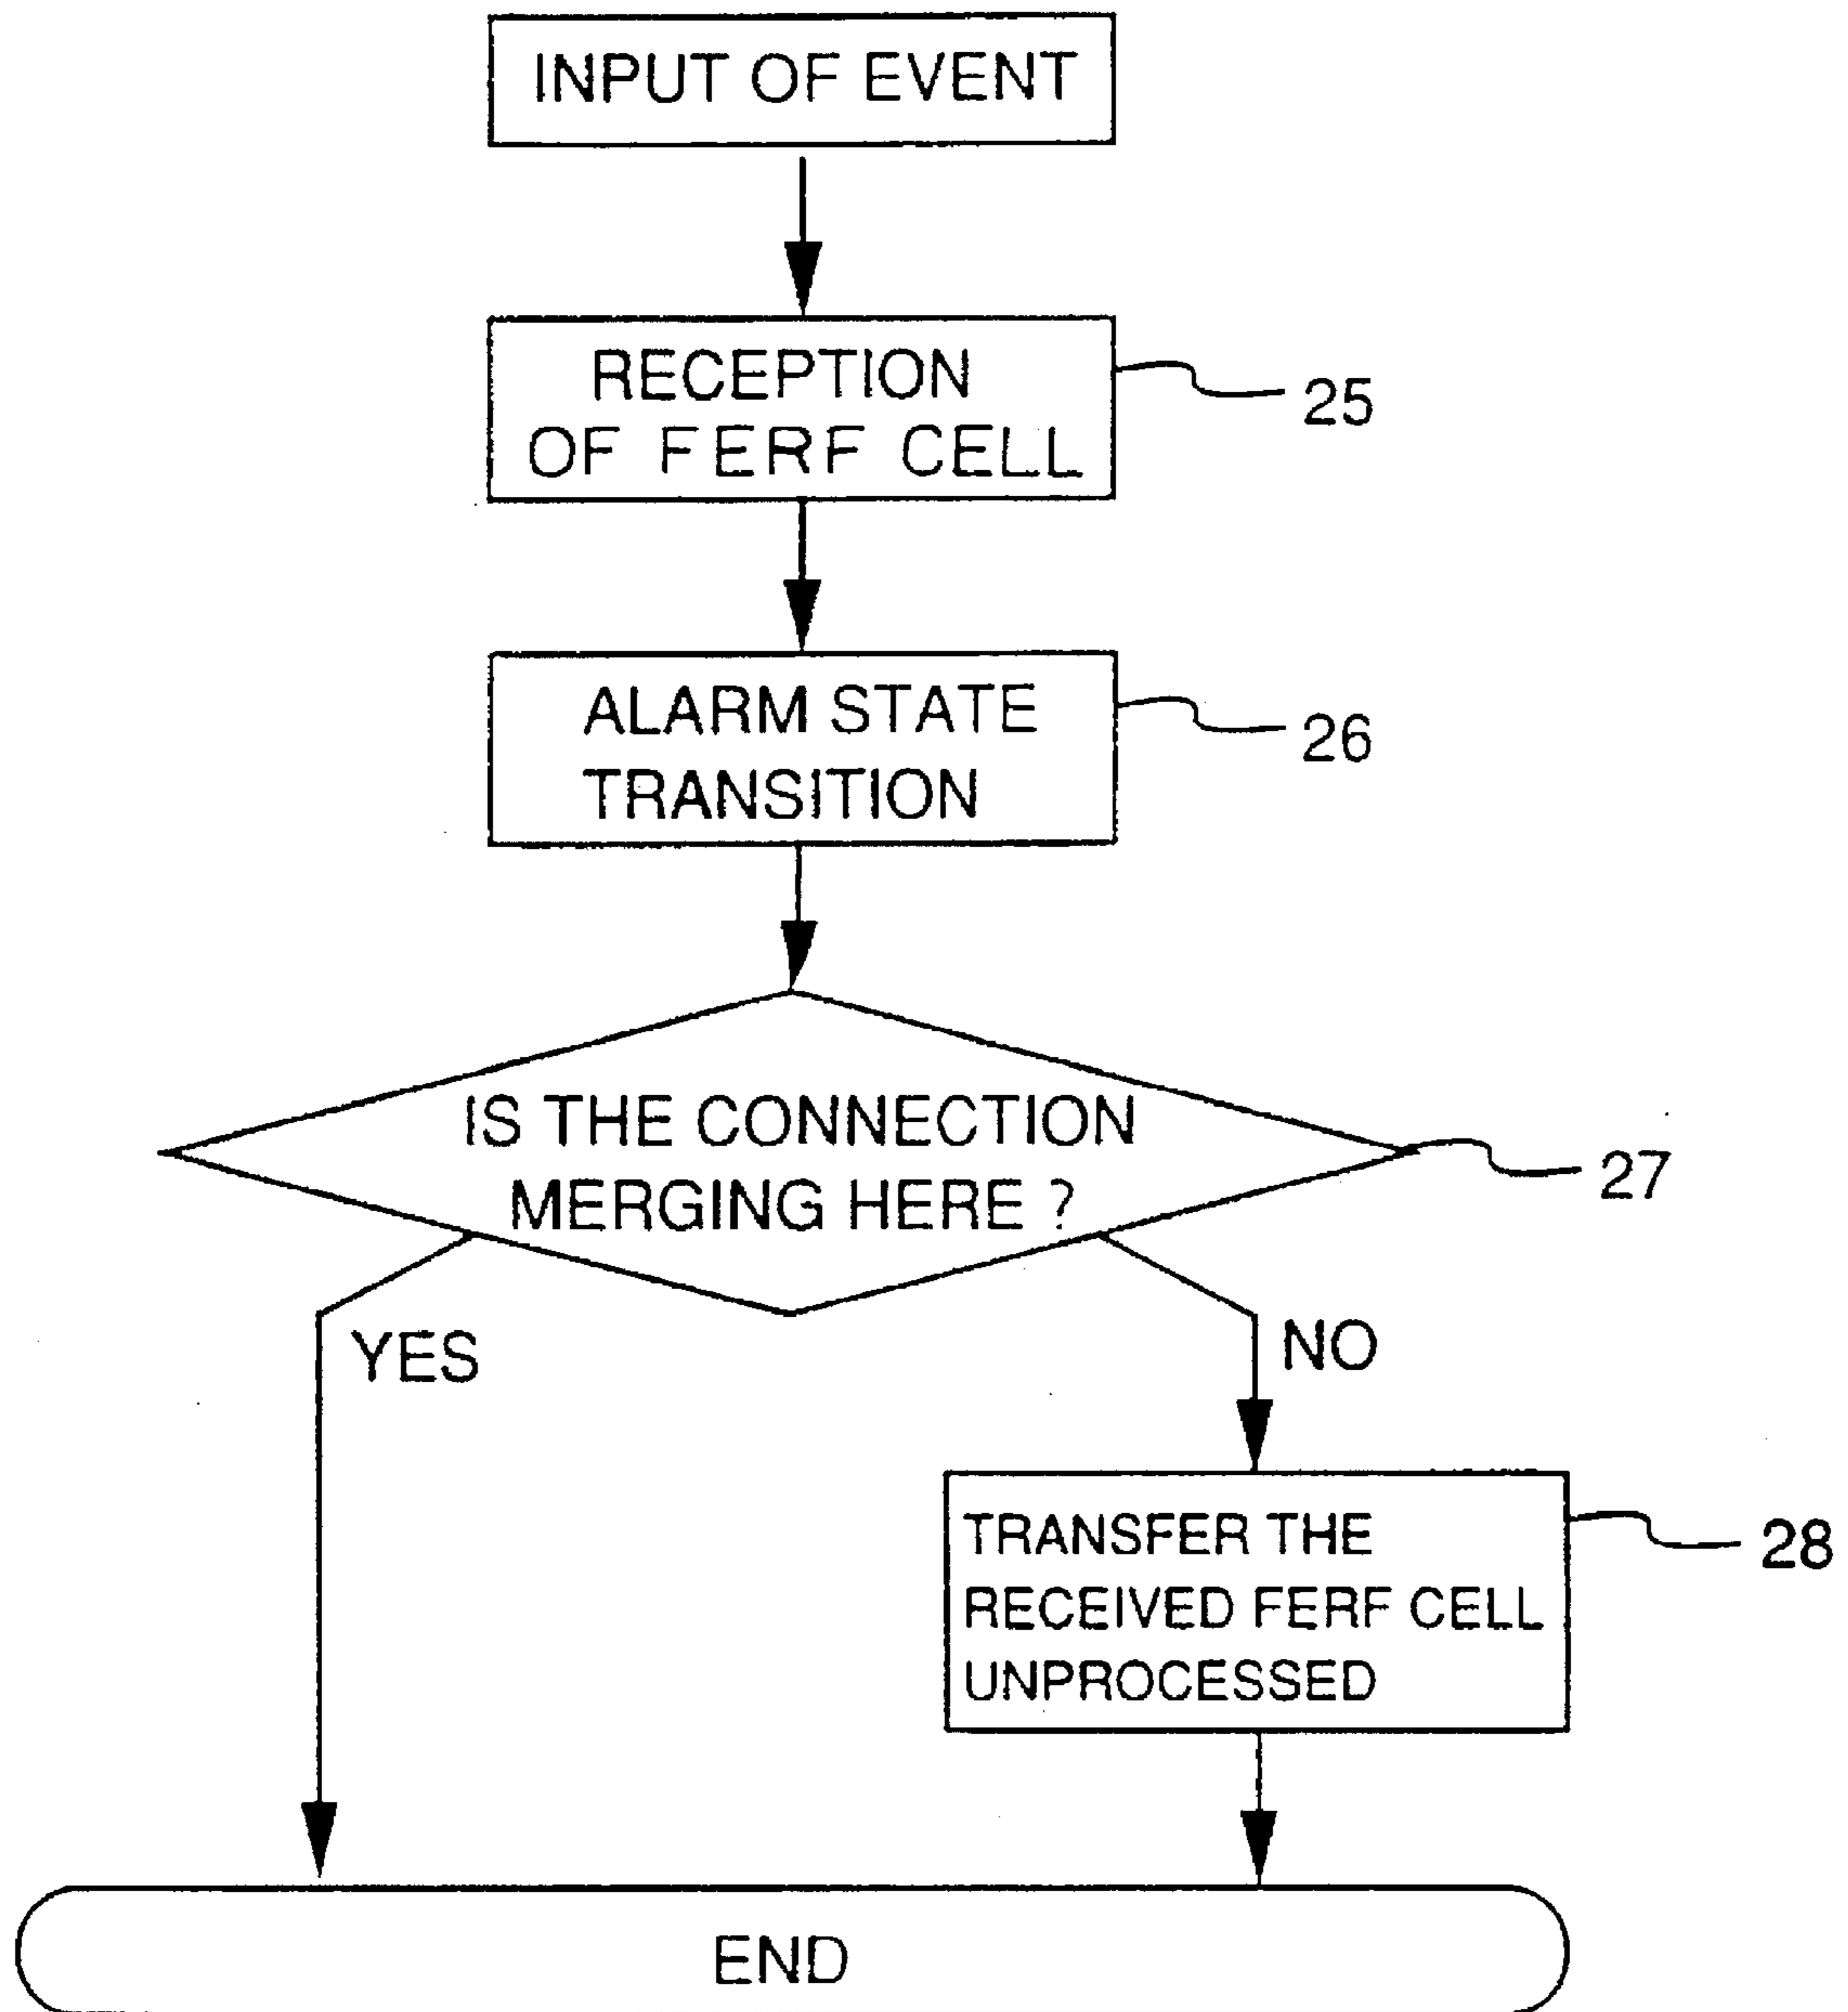 INPUT OF EVENT
RECEPTION
OF FERF CELL
25
ALARM STATE
TRANSITION
26
IS THE CONNECTION
MERGING HERE ?
27
YES
NO
TRANSFER THE
RECEIVED FERF CELL
UNPROCESSED
28
END